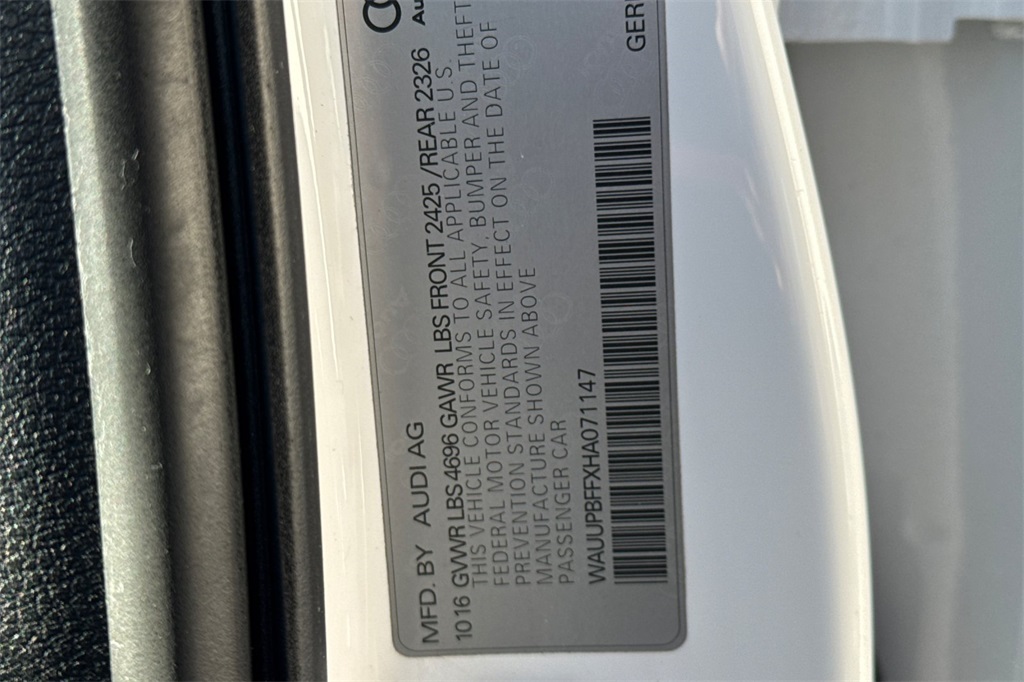 Au
MFD. BY AUDI AG
10 16 GVWR LBS 4696 GAWR LBS FRONT 2425 /REAR 2326
THIS VEHICLE CONFORMS TO ALL APPLICABLE U.S.
FEDERAL MOTOR VEHICLE SAFETY, BUMPER AND THEFT
PREVENTION STANDARDS IN EFFECT ON THE DATE OF
MANUFACTURE SHOWN ABOVE
PASSENGER CAR
WAUUPBFFXHA071147
GER